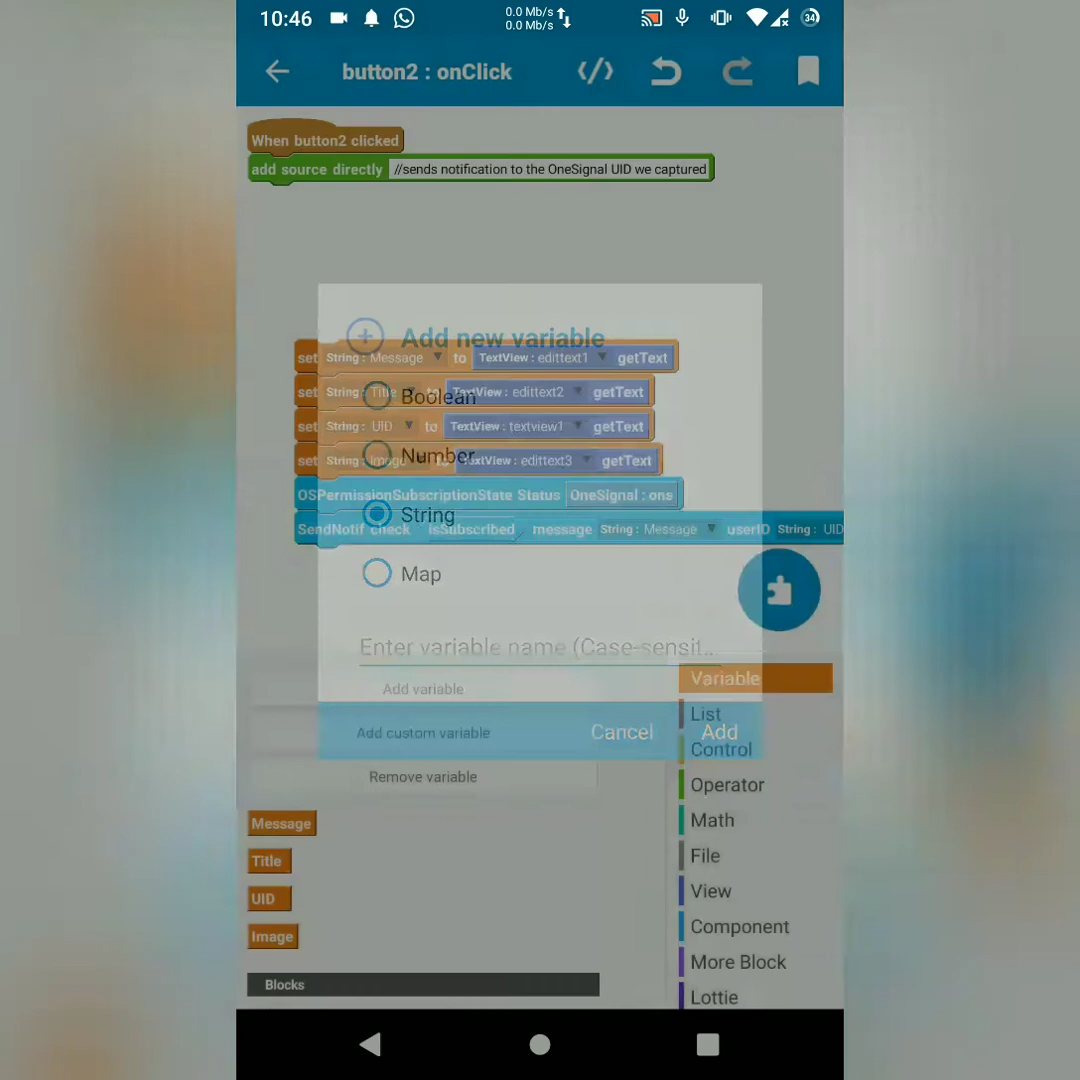 10:46
0.0 Mb/s
0.0 Mb/s
34
button2 : onClick
When button2 clicked
add source directly //sends notification to the OneSignal UID we captured
Add new variable
set String: Message to TextView: edittext1 getText
set String: Title to TextView: edittext2 getText
Boolean
set String: UID to TextView: textview1 getText
set String: Image to TextView: edittext3 getText
Number
OSPermissionSubscriptionState Status OneSignal: ons
String
SendNotif check isSubscribed message String: Message userID String: UID
Map
Enter variable name (Case-sensit...
Variable
Add variable
List
Add custom variable
Cancel Add
Control
Remove variable
Operator
Message
Math
Title
File
View
UID
Component
Image
More Block
Blocks
Lottie